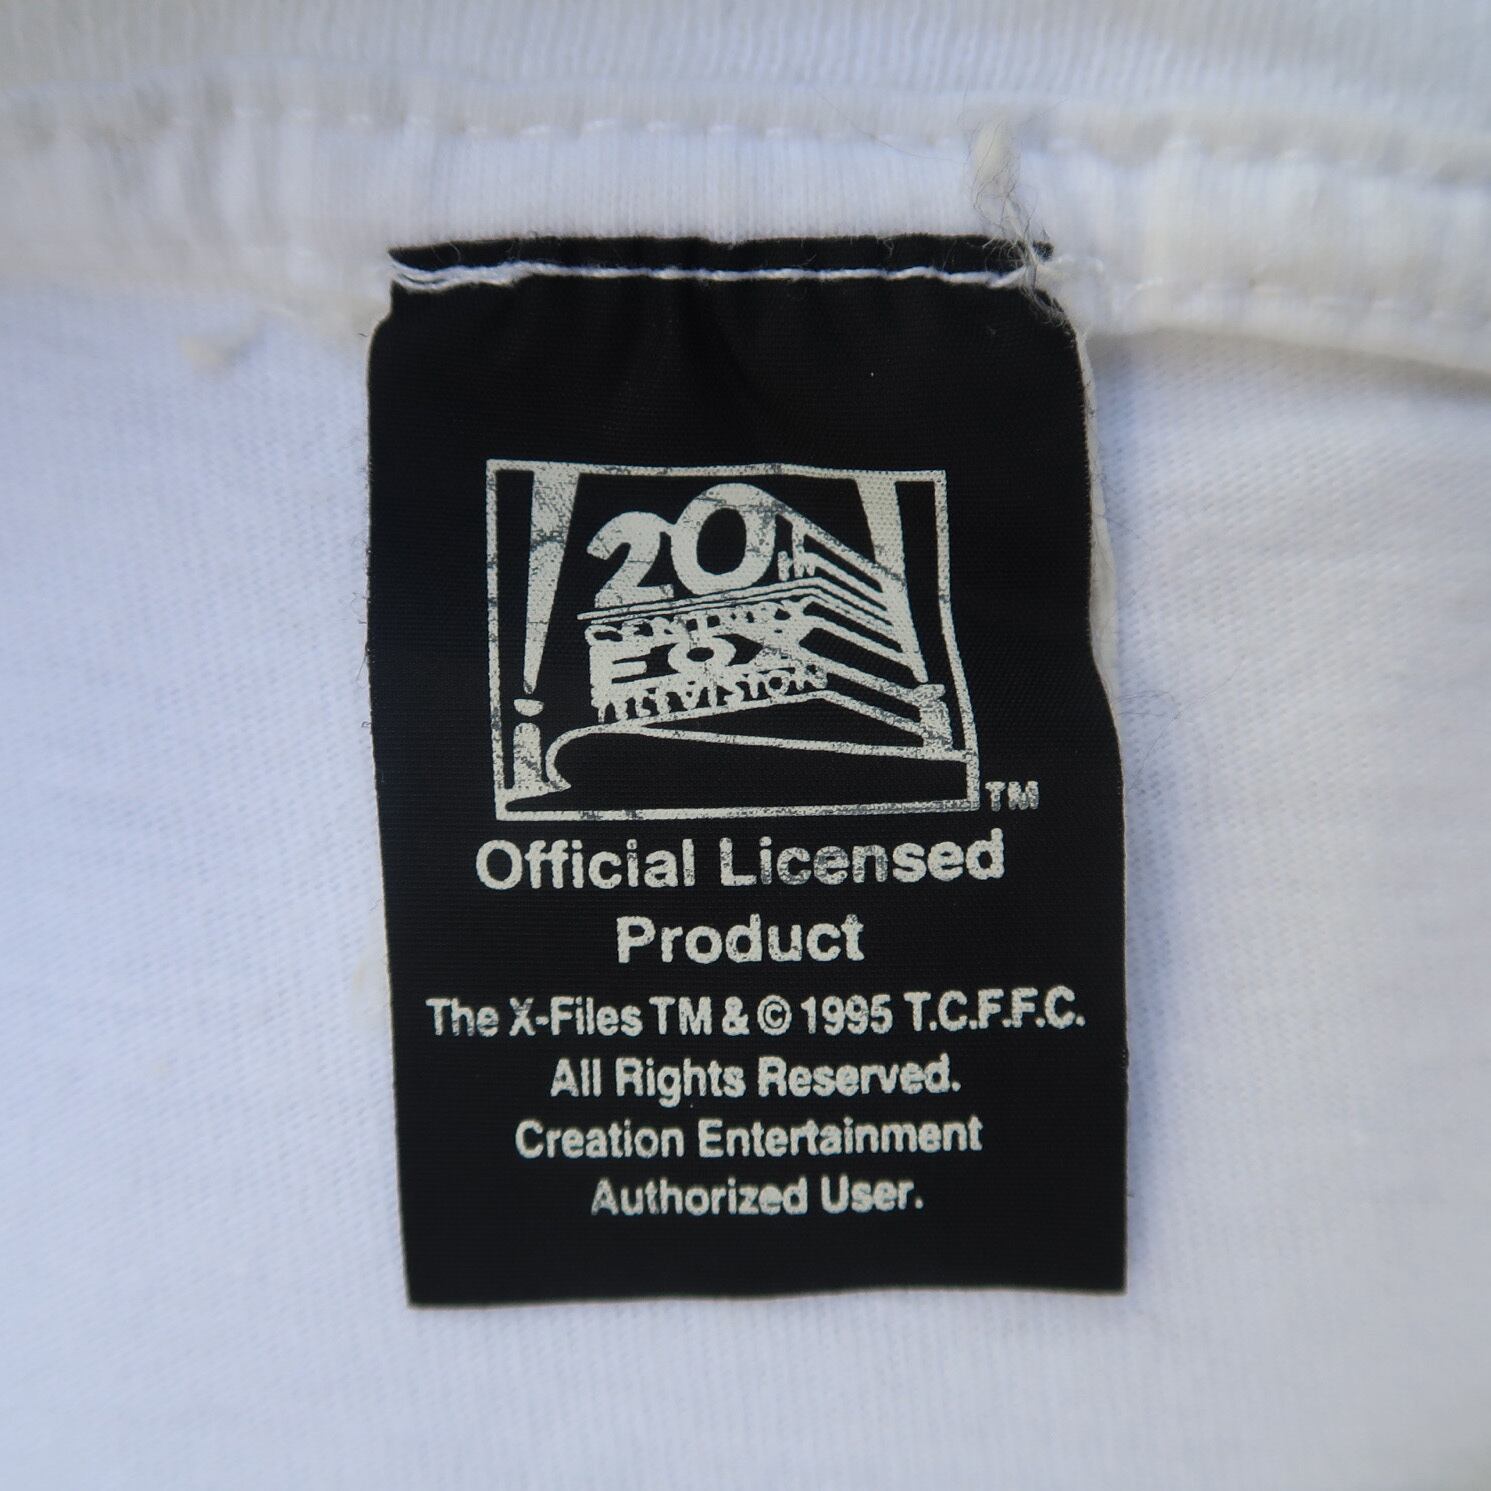 20TH
CENTURY
FOX
TELEVISION
TM
Official Licensed
Product
The X-Files TM & © 1995 T.C.F.F.C.
All Rights Reserved.
Creation Entertainment
Authorized User.